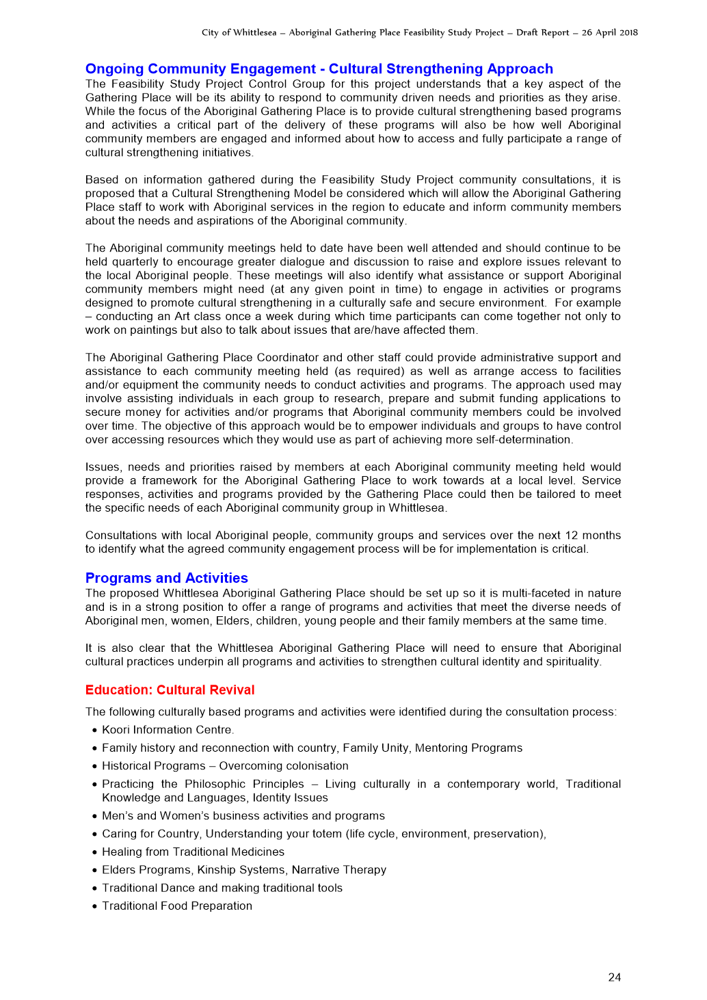 City of Whittlesea – Aboriginal Gathering Place Feasibility Study Project – Draft Report – 26 April 2018
Ongoing Community Engagement - Cultural Strengthening Approach
The Feasibility Study Project Control Group for this project understands that a key aspect of the
Gathering Place will be its ability to respond to community driven needs and priorities as they arise.
While the focus of the Aboriginal Gathering Place is to provide cultural strengthening based programs
and activities a critical part of the delivery of these programs will also be how well Aboriginal
community members are engaged and informed about how to access and fully participate a range of
cultural strengthening initiatives.
Based on information gathered during the Feasibility Study Project community consultations, it is
proposed that a Cultural Strengthening Model be considered which will allow the Aboriginal Gathering
Place staff to work with Aboriginal services in the region to educate and inform community members
about the needs and aspirations of the Aboriginal community.
The Aboriginal community meetings held to date have been well attended and should continue to be
held quarterly to encourage greater dialogue and discussion to raise and explore issues relevant to
the local Aboriginal people. These meetings will also identify what assistance or support Aboriginal
community members might need (at any given point in time) to engage in activities or programs
designed to promote cultural strengthening in a culturally safe and secure environment.  For example
– conducting an Art class once a week during which time participants can come together not only to
work on paintings but also to talk about issues that are/have affected them.
The Aboriginal Gathering Place Coordinator and other staff could provide administrative support and
assistance to each community meeting held (as required) as well as arrange access to facilities
and/or equipment the community needs to conduct activities and programs. The approach used may
involve assisting individuals in each group to research, prepare and submit funding applications to
secure money for activities and/or programs that Aboriginal community members could be involved
over time. The objective of this approach would be to empower individuals and groups to have control
over accessing resources which they would use as part of achieving more self-determination.
Issues, needs and priorities raised by members at each Aboriginal community meeting held would
provide a framework for the Aboriginal Gathering Place to work towards at a local level. Service
responses, activities and programs provided by the Gathering Place could then be tailored to meet
the specific needs of each Aboriginal community group in Whittlesea.
Consultations with local Aboriginal people, community groups and services over the next 12 months
to identify what the agreed community engagement process will be for implementation is critical.
Programs and Activities
The proposed Whittlesea Aboriginal Gathering Place should be set up so it is multi-faceted in nature
and is in a strong position to offer a range of programs and activities that meet the diverse needs of
Aboriginal men, women, Elders, children, young people and their family members at the same time.
It is also clear that the Whittlesea Aboriginal Gathering Place will need to ensure that Aboriginal
cultural practices underpin all programs and activities to strengthen cultural identity and spirituality.
Education: Cultural Revival
The following culturally based programs and activities were identified during the consultation process:
• Koori Information Centre.
• Family history and reconnection with country, Family Unity, Mentoring Programs
• Historical Programs – Overcoming colonisation
• Practicing the Philosophic Principles – Living culturally in a contemporary world, Traditional
Knowledge and Languages, Identity Issues
• Men's and Women's business activities and programs
• Caring for Country, Understanding your totem (life cycle, environment, preservation),
• Healing from Traditional Medicines
• Elders Programs, Kinship Systems, Narrative Therapy
• Traditional Dance and making traditional tools
• Traditional Food Preparation
24